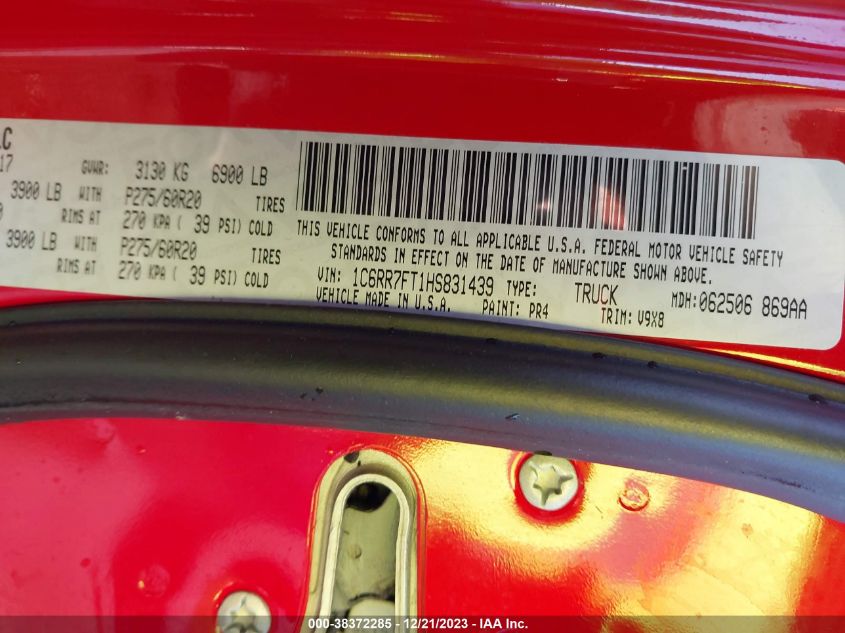 LC
17 GVWR: 3130 KG 6900 LB
3900 LB WITH P275/60R20 TIRES
RIMS AT 270 KPA ( 39 PSI) COLD
3900 LB WITH P275/60R20 TIRES
RIMS AT 270 KPA ( 39 PSI) COLD
THIS VEHICLE CONFORMS TO ALL APPLICABLE U.S.A. FEDERAL MOTOR VEHICLE SAFETY
STANDARDS IN EFFECT ON THE DATE OF MANUFACTURE SHOWN ABOVE.
VIN: 1C6RR7FT1HS831439 TYPE: TRUCK MDH:062506 869AA
VEHICLE MADE IN U.S.A. PAINT: PR4 TRIM: V9X8
000-38372285 - 12/21/2023 - IAA Inc.